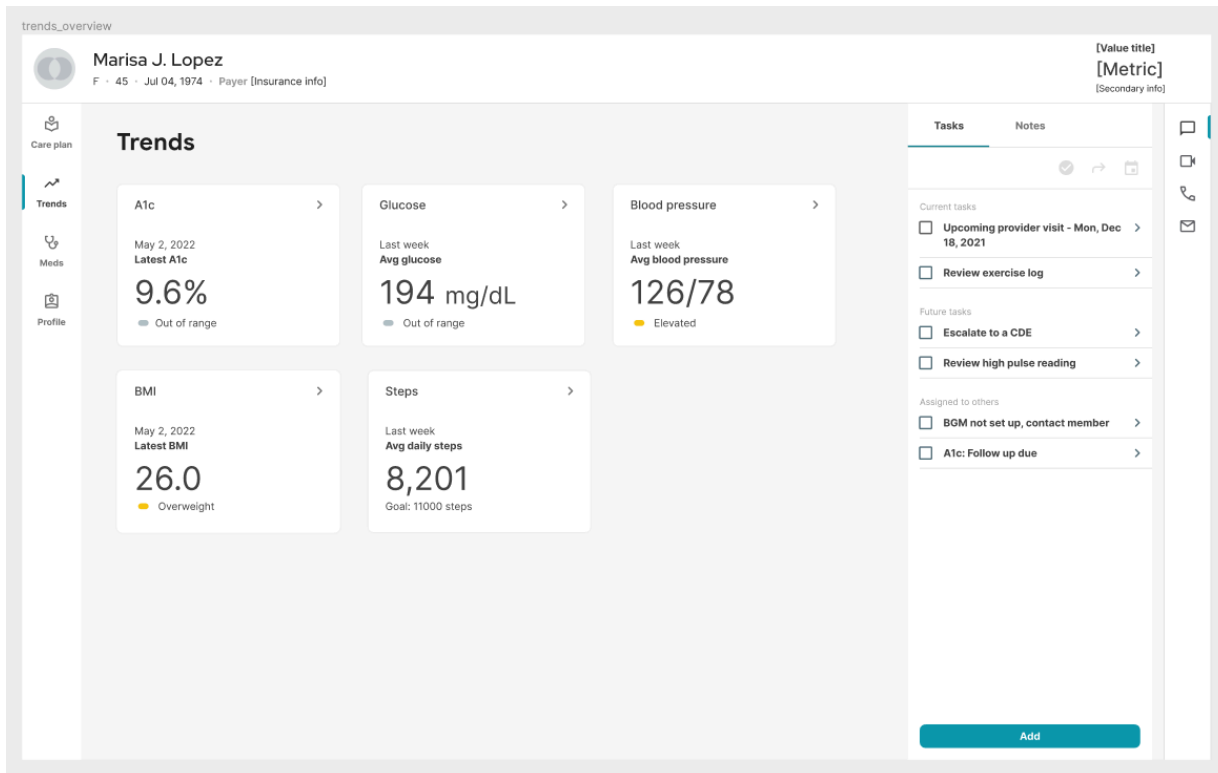 trends_overview
Marisa J. Lopez
F · 45 · Jul 04, 1974 · Payer [Insurance info]
[Value title]
[Metric]
[Secondary info]
Care plan
Trends
Meds
Profile
Trends
A1c
May 2, 2022
Latest A1c
9.6%
Out of range
Glucose
Last week
Avg glucose
194 mg/dL
Out of range
Blood pressure
Last week
Avg blood pressure
126/78
Elevated
BMI
May 2, 2022
Latest BMI
26.0
Overweight
Steps
Last week
Avg daily steps
8,201
Goal: 11000 steps
Tasks
Notes
Current tasks
Upcoming provider visit - Mon, Dec
18, 2021
Review exercise log
Future tasks
Escalate to a CDE
Review high pulse reading
Assigned to others
BGM not set up, contact member
A1c: Follow up due
Add